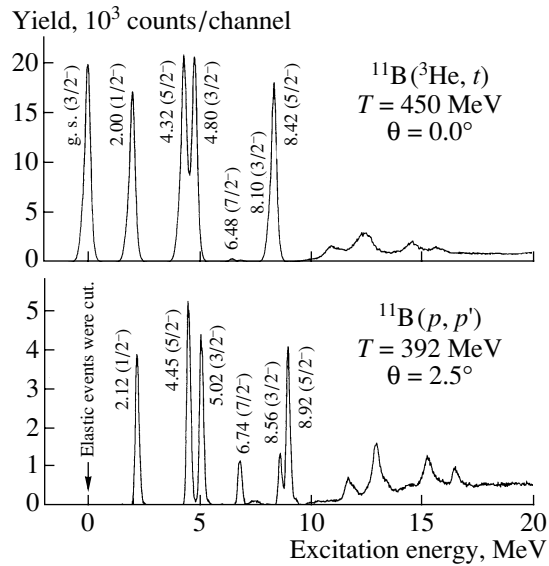 Yield, 10³ counts/channel
20
15
10
5
0
g. s. (3/2⁻)
2.00 (1/2⁻)
4.32 (5/2⁻)
4.80 (3/2⁻)
6.48 (7/2⁻)
8.10 (3/2⁻)
8.42 (5/2⁻)
¹¹B(³He, t)
T = 450 MeV
θ = 0.0°
5
4
3
2
1
0
Elastic events were cut.
2.12 (1/2⁻)
4.45 (5/2⁻)
5.02 (3/2⁻)
6.74 (7/2⁻)
8.56 (3/2⁻)
8.92 (5/2⁻)
¹¹B(p, p′)
T = 392 MeV
θ = 2.5°
0 5 10 15 20
Excitation energy, MeV